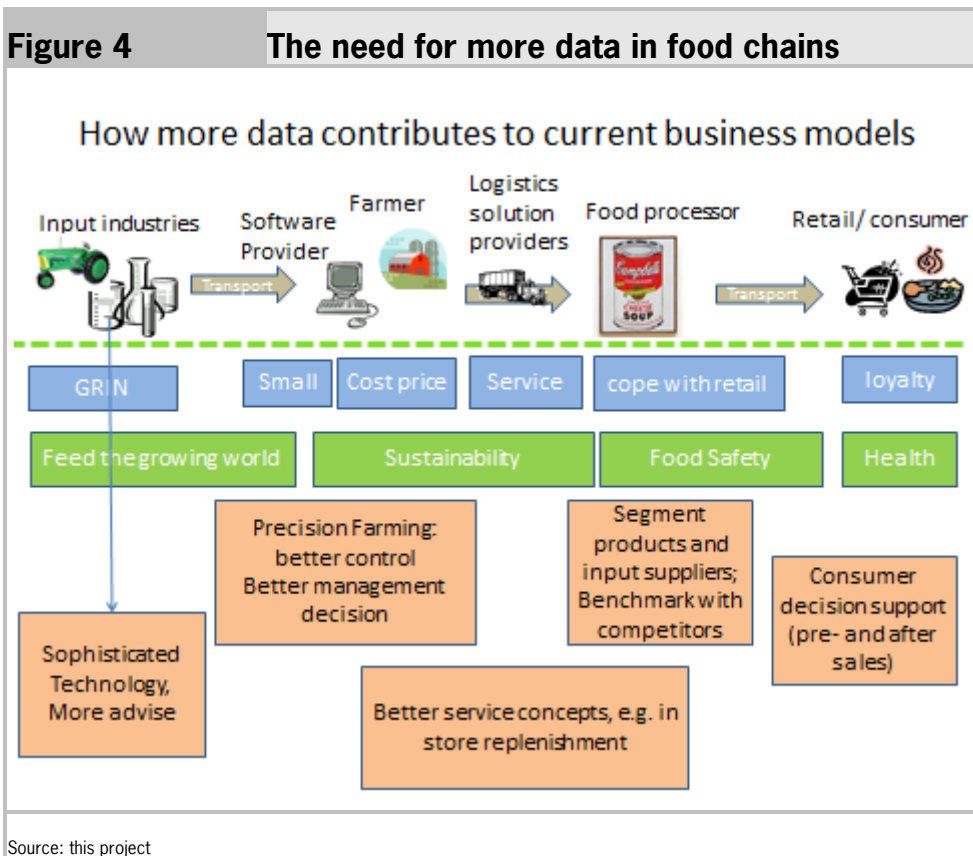 Figure 4 The need for more data in food chains
How more data contributes to current business models
Input industries
Software
Provider
Farmer
Logistics
solution
providers
Food processor
Retail/ consumer
Transport
Transport
Campbell's
SOUP
GRIN
Small
Cost price
Service
cope with retail
loyalty
Feed the growing world
Sustainability
Food Safety
Health
Precision Farming:
better control
Better management
decision
Segment
products and
input suppliers;
Benchmark with
competitors
Consumer
decision support
(pre- and after
sales)
Sophisticated
Technology,
More advise
Better service concepts, e.g. in
store replenishment
Source: this project